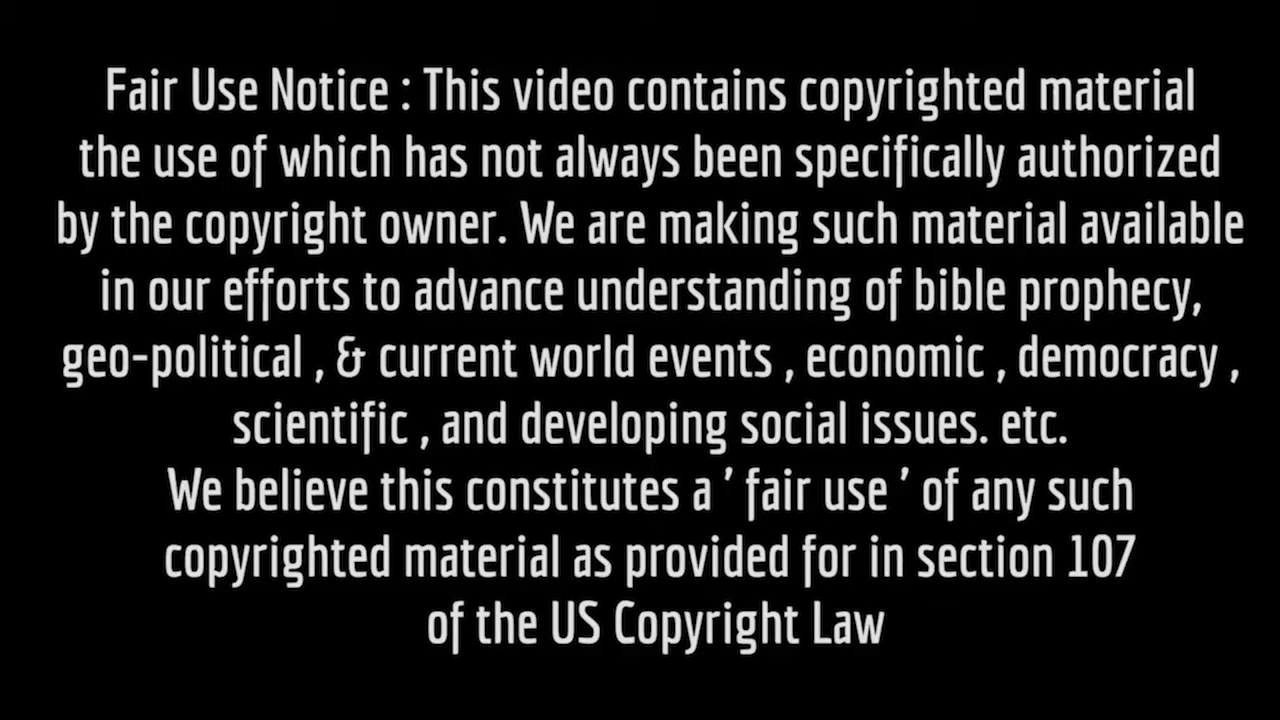 Fair Use Notice : This video contains copyrighted material
the use of which has not always been specifically authorized
by the copyright owner. We are making such material available
in our efforts to advance understanding of bible prophecy,
geo-political , & current world events , economic , democracy ,
scientific , and developing social issues. etc.
We believe this constitutes a ' fair use ' of any such
copyrighted material as provided for in section 107
of the US Copyright Law